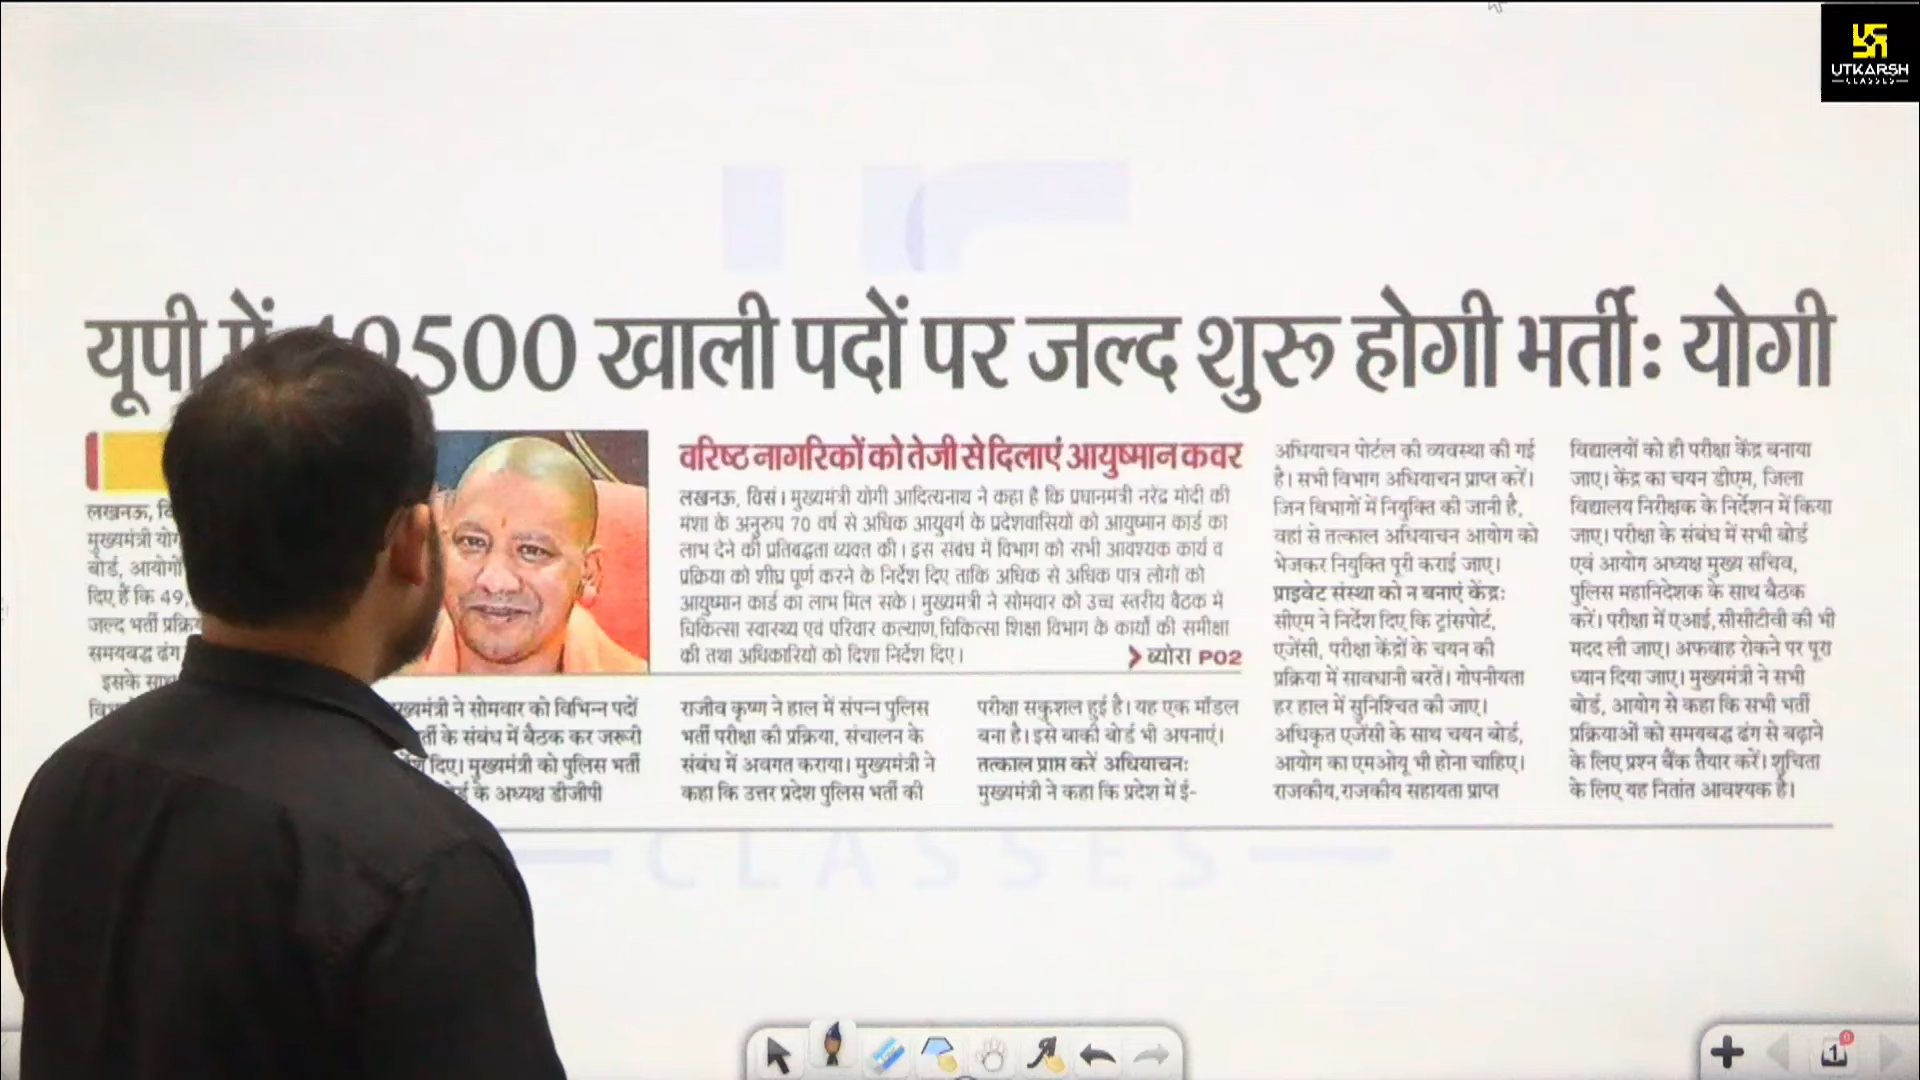 UTKARSH
CLASSES
यूपी में 49500 खाली पदों पर जल्द शुरू होगी भर्ती: योगी
लखनऊ,
मुख्यमंत्री
बोर्ड, आयोगों
दिए हैं कि 49,
जल्द भर्ती
समयबद्ध ढंग
इसके साथ
मुख्यमंत्री ने सोमवार को विभिन्न पदों
के संबंध में बैठक कर जरूरी
दिए। मुख्यमंत्री को पुलिस भर्ती
के अध्यक्ष डीजीपी
वरिष्ठ नागरिकों को तेजी से दिलाएं आयुष्मान कवर
लखनऊ, विसं। मुख्यमंत्री योगी आदित्यनाथ ने कहा है कि प्रधानमंत्री नरेंद्र मोदी की
मंशा के अनुरुप 70 वर्ष से अधिक आयुवर्ग के प्रदेशवासियों को आयुष्मान कार्ड का
लाभ देने की प्रतिबद्धता व्यक्त की। इस संबंध में विभाग को सभी आवश्यक कार्य व
प्रक्रिया को शीघ्र पूर्ण करने के निर्देश दिए ताकि अधिक से अधिक पात्र लोगों को
आयुष्मान कार्ड का लाभ मिल सके। मुख्यमंत्री ने सोमवार को उच्च स्तरीय बैठक में
चिकित्सा स्वास्थ्य एवं परिवार कल्याण, चिकित्सा शिक्षा विभाग के कार्यों की समीक्षा
की तथा अधिकारियों को दिशा निर्देश दिए।
ब्योरा P02
राजीव कृष्ण ने हाल में संपन्न पुलिस
भर्ती परीक्षा की प्रक्रिया, संचालन के
संबंध में अवगत कराया। मुख्यमंत्री ने
कहा कि उत्तर प्रदेश पुलिस भर्ती की
परीक्षा सकुशल हुई है। यह एक मॉडल
बना है। इसे बाकी बोर्ड भी अपनाएं।
तत्काल प्राप्त करें अधियाचन:
मुख्यमंत्री ने कहा कि प्रदेश में ई-
अधियाचन पोर्टल की व्यवस्था की गई
है। सभी विभाग अधियाचन प्राप्त करें।
जिन विभागों में नियुक्ति की जानी है,
वहां से तत्काल अधियाचन आयोग को
भेजकर नियुक्ति पूरी कराई जाए।
प्राइवेट संस्था को न बनाएं केंद्र:
सीएम ने निर्देश दिए कि ट्रांसपोर्ट,
एजेंसी, परीक्षा केंद्रों के चयन की
प्रक्रिया में सावधानी बरतें। गोपनीयता
हर हाल में सुनिश्चित की जाए।
अधिकृत एजेंसी के साथ चयन बोर्ड,
आयोग का एमओयू भी होना चाहिए।
राजकीय, राजकीय सहायता प्राप्त
विद्यालयों को ही परीक्षा केंद्र बनाया
जाए। केंद्र का चयन डीएम, जिला
विद्यालय निरीक्षक के निर्देशन में किया
जाए। परीक्षा के संबंध में सभी बोर्ड
एवं आयोग अध्यक्ष मुख्य सचिव,
पुलिस महानिदेशक के साथ बैठक
करें। परीक्षा में एआई, सीसीटीवी की भी
मदद ली जाए। अफवाह रोकने पर पूरा
ध्यान दिया जाए। मुख्यमंत्री ने सभी
बोर्ड, आयोग से कहा कि सभी भर्ती
प्रक्रियाओं को समयबद्ध ढंग से बढ़ाने
के लिए प्रश्न बैंक तैयार करें। शुचिता
के लिए यह नितांत आवश्यक है।
CLASSES
1